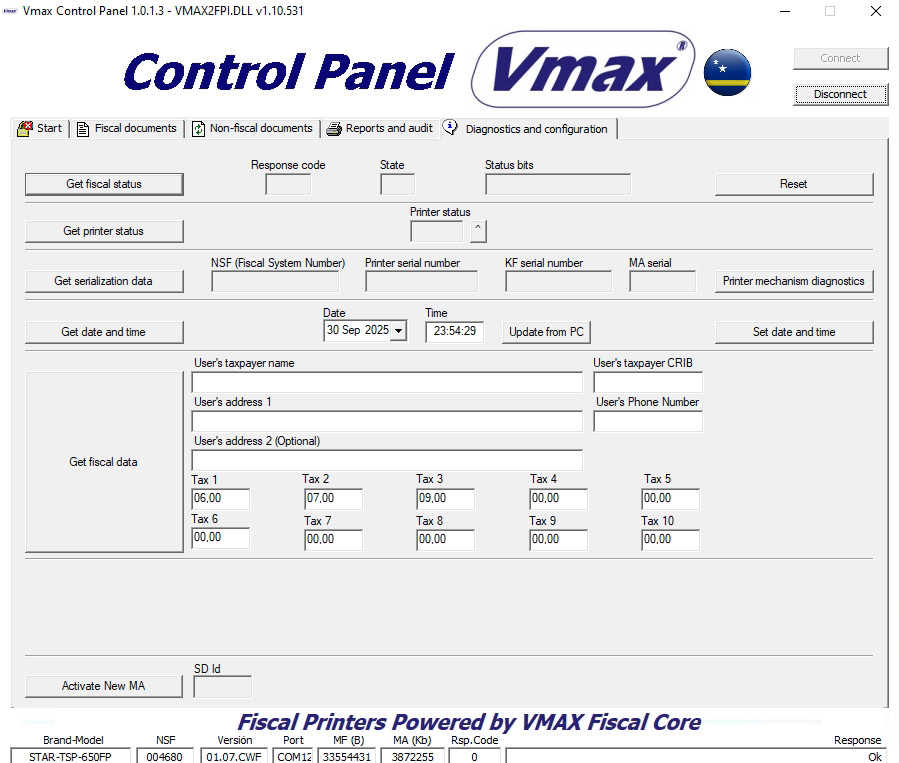 Vmax Vmax Control Panel 1.0.1.3 - VMAX2FPI.DLL v1.10.531
Control Panel Vmax®
Connect
Disconnect
Start Fiscal documents Non-fiscal documents Reports and audit Diagnostics and configuration
Response code State Status bits
Get fiscal status Reset
Printer status
Get printer status ^
NSF (Fiscal System Number) Printer serial number KF serial number MA serial
Get serialization data Printer mechanism diagnostics
Date Time
Get date and time 30 Sep 2025 23:54:29 Update from PC Set date and time
User's taxpayer name User's taxpayer CRIB
User's address 1 User's Phone Number
User's address 2 (Optional)
Get fiscal data
Tax 1 Tax 2 Tax 3 Tax 4 Tax 5
06,00 07,00 09,00 00,00 00,00
Tax 6 Tax 7 Tax 8 Tax 9 Tax 10
00,00 00,00 00,00 00,00 00,00
SD Id
Activate New MA
Fiscal Printers Powered by VMAX Fiscal Core
Brand-Model NSF Versión Port MF (B) MA (Kb) Rsp.Code Response
STAR-TSP-650FP 004680 01.07.CWF COM12 33554431 3872255 0 Ok